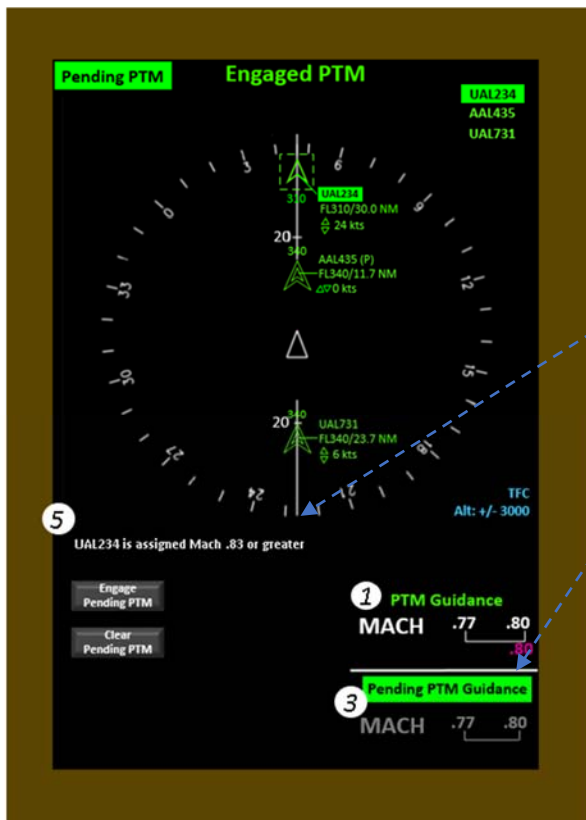 Pending PTM
Engaged PTM
UAL234
AAL435
UAL731
3
6
0
9
UAL234
310
FL310/30.0 NM
24 kts
20
340
AAL435 (P)
FL340/11.7 NM
0 kts
33
12
30
15
20
340
UAL731
FL340/23.7 NM
6 kts
27
18
24
21
TFC
Alt: +/- 3000
5
UAL234 is assigned Mach .83 or greater
Engage
Pending PTM
Clear
Pending PTM
1
PTM Guidance
MACH .77 .80
.80
Pending PTM Guidance
3
MACH .77 .80